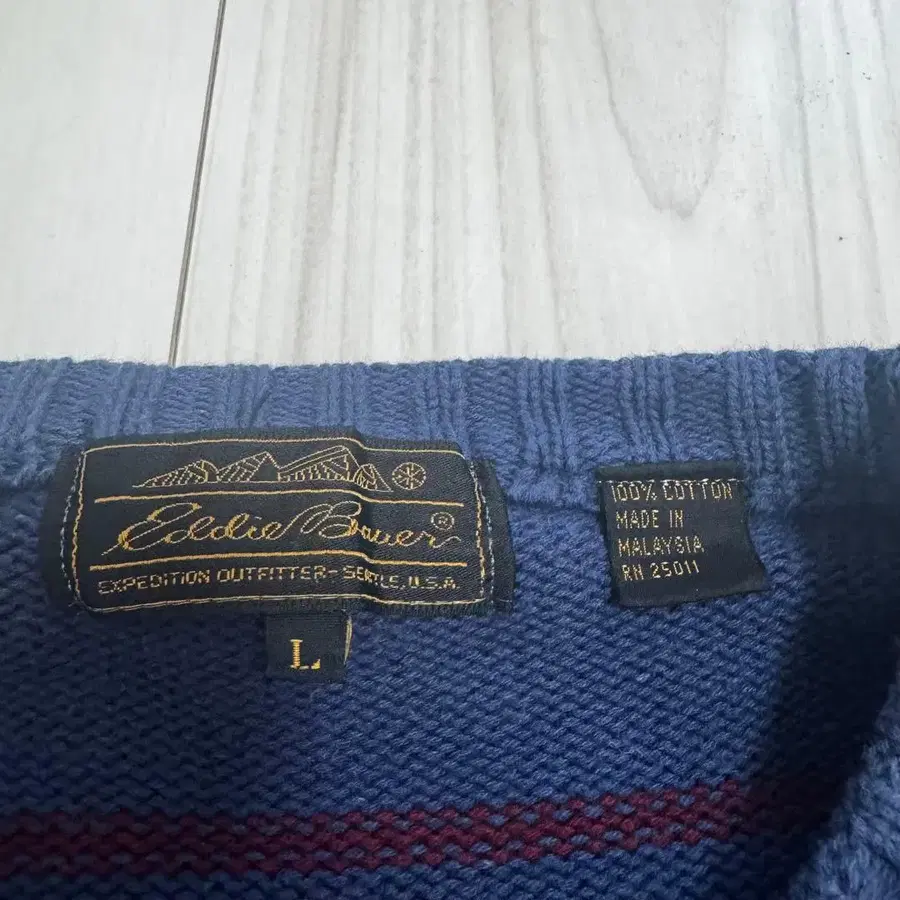 Eddie Bauer®
EXPEDITION OUTFITTER-SEATTLE, U.S.A.
L
100% COTTON
MADE IN
MALAYSIA
RN 25011